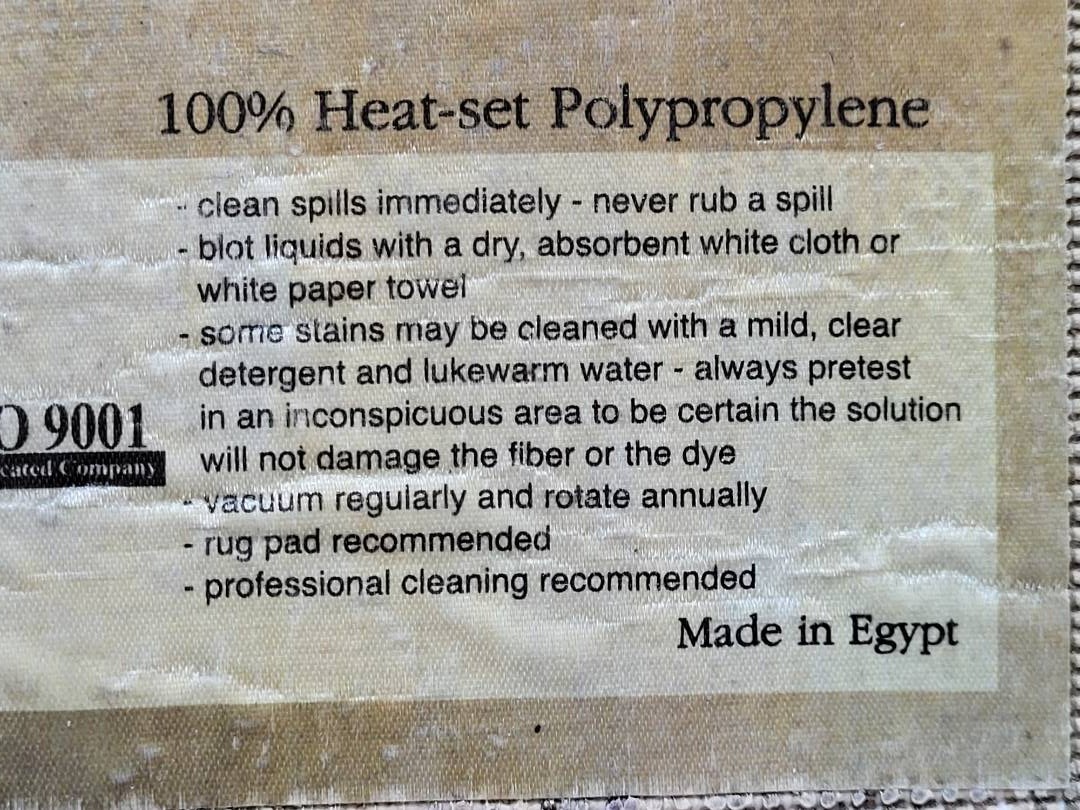 100% Heat-set Polypropylene
- clean spills immediately - never rub a spill
- blot liquids with a dry, absorbent white cloth or
white paper towel
- some stains may be cleaned with a mild, clear
detergent and lukewarm water - always pretest
in an inconspicuous area to be certain the solution
will not damage the fiber or the dye
- vacuum regularly and rotate annually
- rug pad recommended
- professional cleaning recommended
O 9001
Company
Made in Egypt